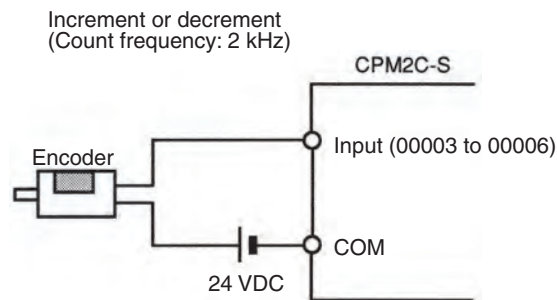 Increment or decrement
(Count frequency: 2 kHz)
CPM2C-S
Input (00003 to 00006)
Encoder
COM
24 VDC